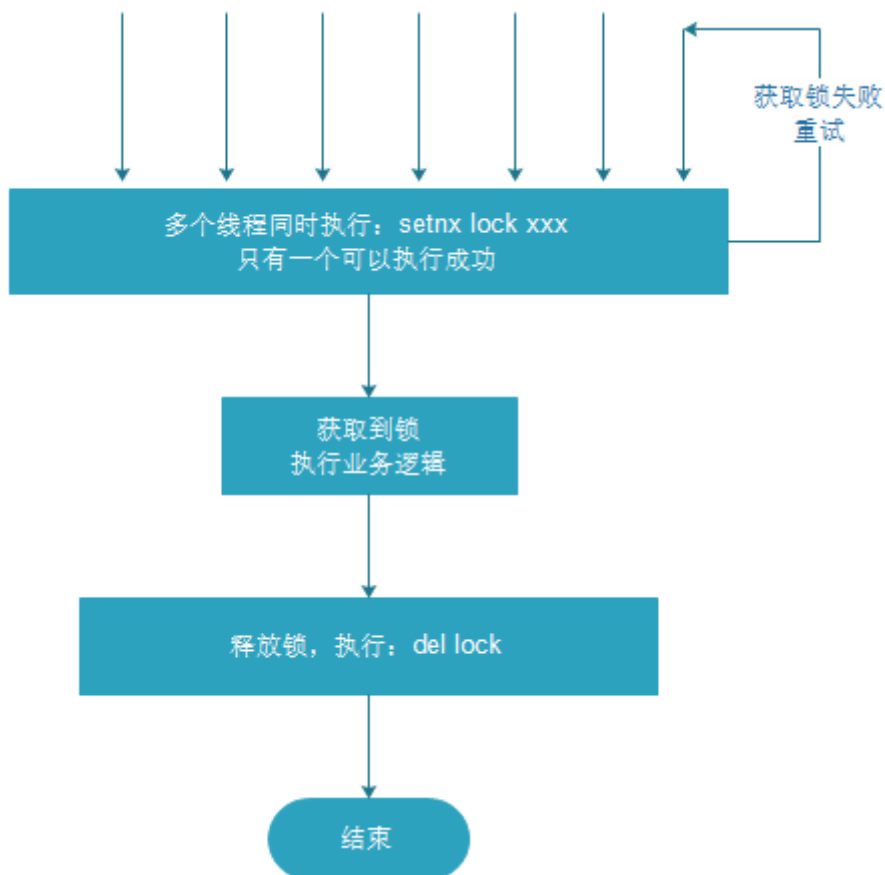 获取锁失败
重试
多个线程同时执行：setnx lock xxx
只有一个可以执行成功
获取到锁
执行业务逻辑
释放锁，执行：del lock
结束